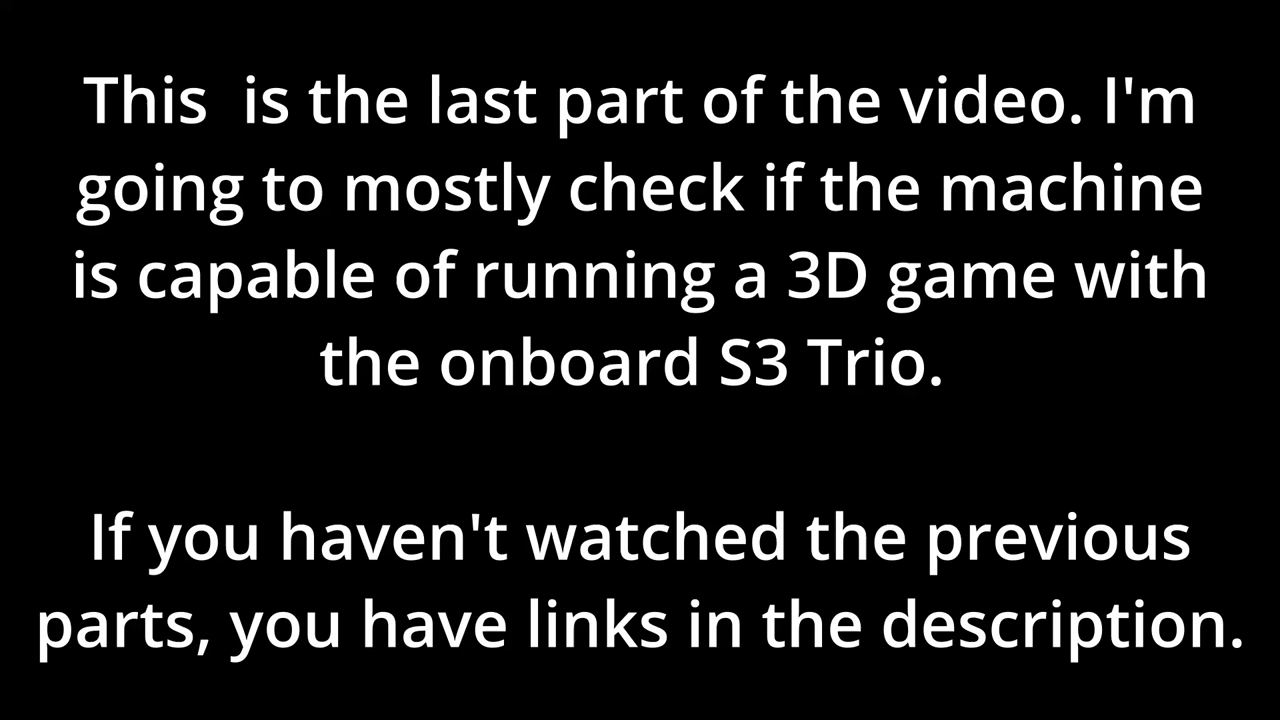 This  is the last part of the video. I'm
going to mostly check if the machine
is capable of running a 3D game with
the onboard S3 Trio.
If you haven't watched the previous
parts, you have links in the description.